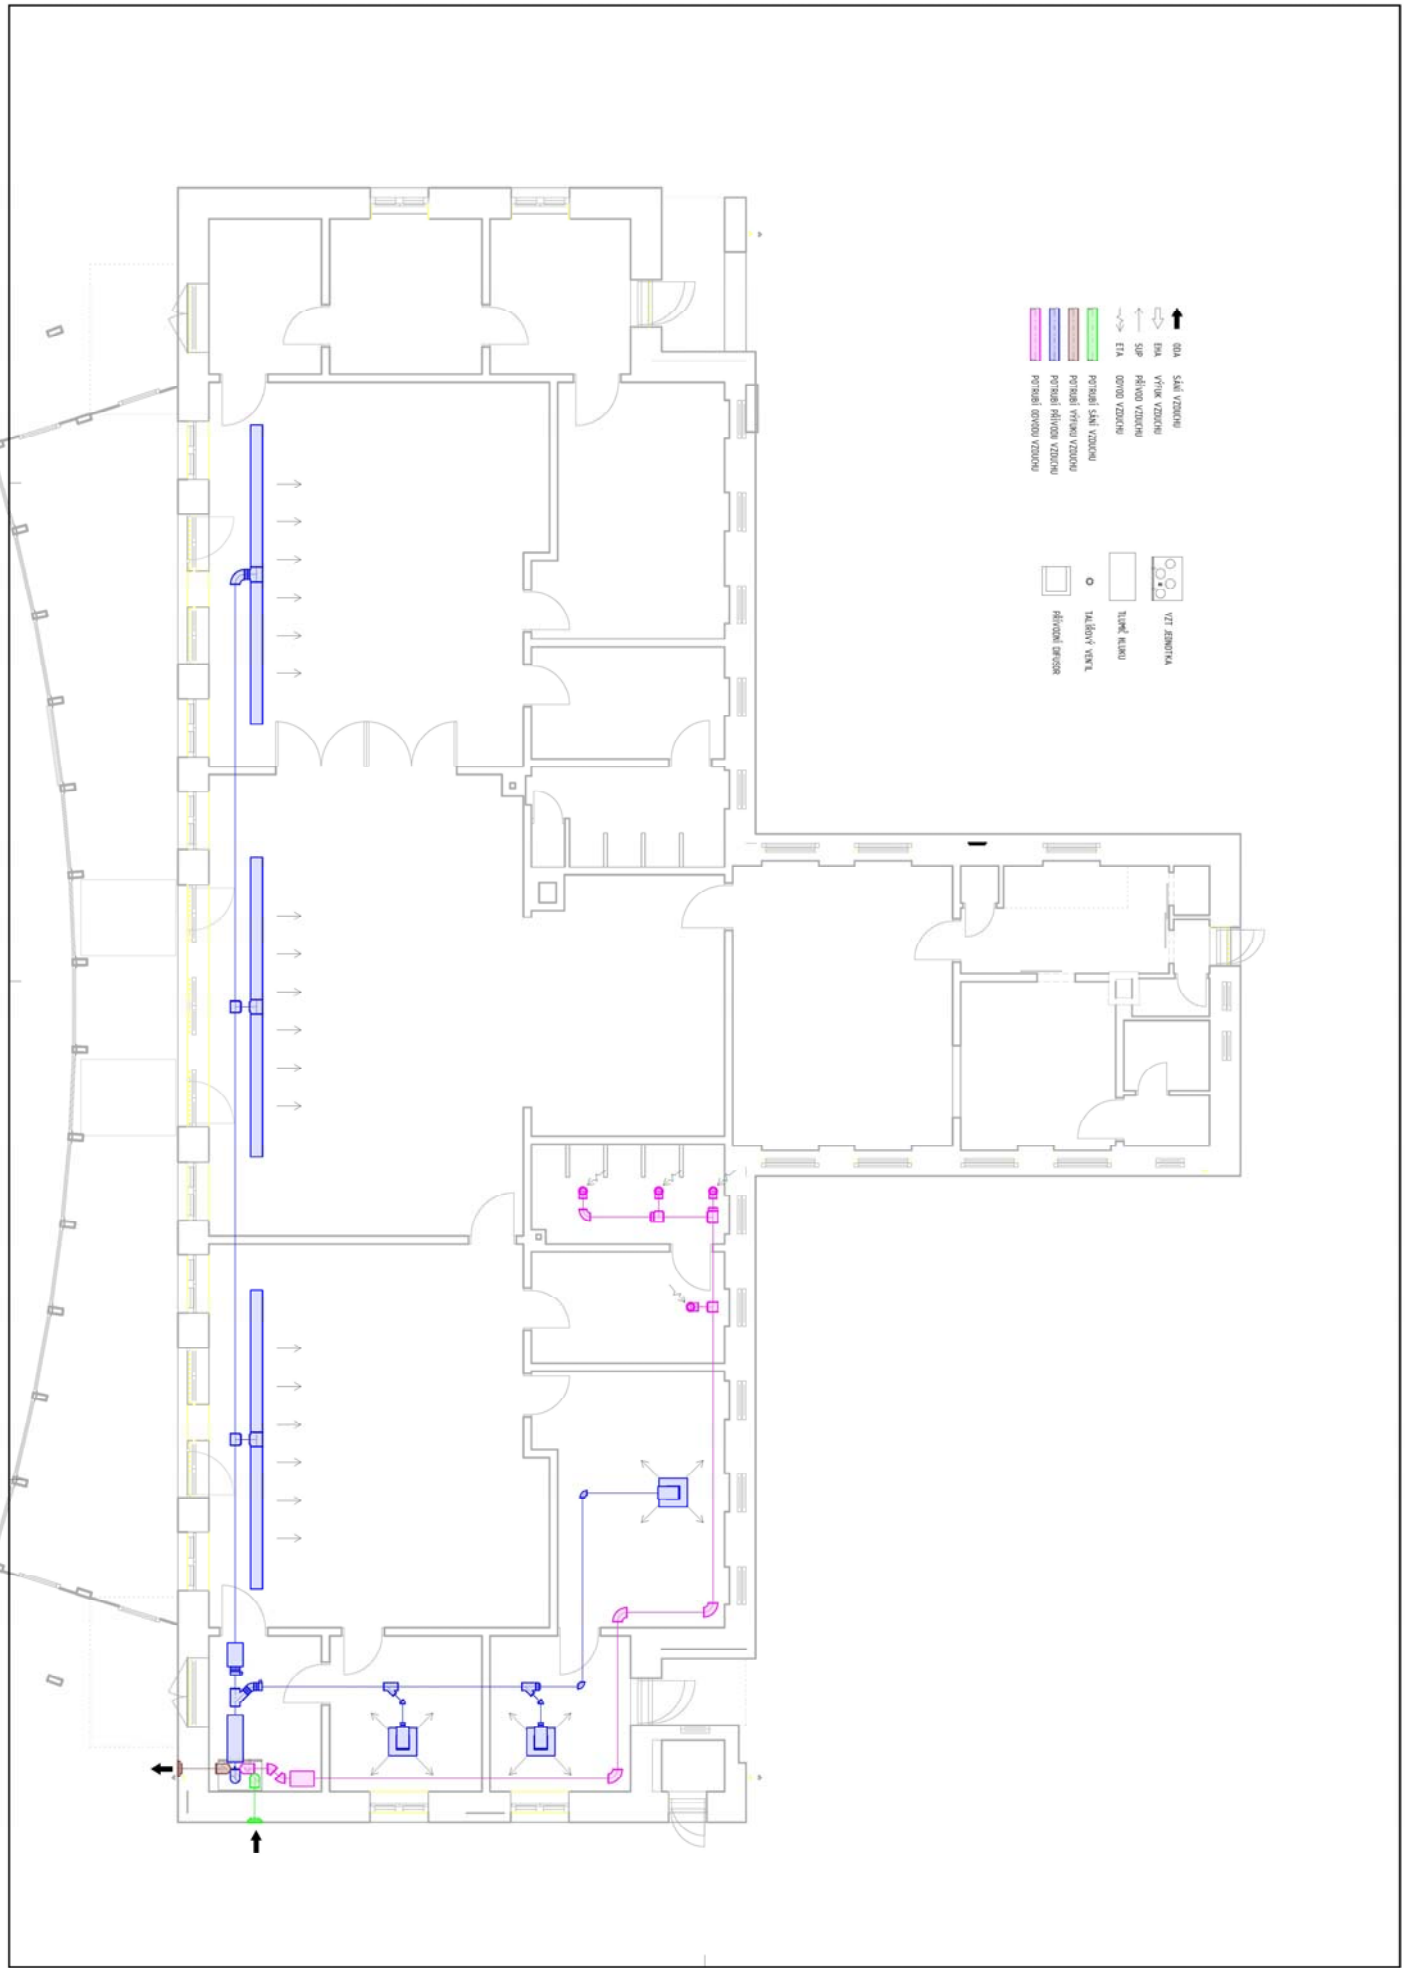 ODA SÁNÍ VZDUCHU
EHA VÝFUK VZDUCHU
SUP PŘÍVOD VZDUCHU
ETA ODVOD VZDUCHU
POTRUBÍ SÁNÍ VZDUCHU
POTRUBÍ VÝFUKU VZDUCHU
POTRUBÍ PŘÍVODU VZDUCHU
POTRUBÍ ODVODU VZDUCHU
VZT JEDNOTKA
TLUMIČ HLUKU
TALÍŘOVÝ VENTIL
PŘÍVODNÍ DIFUSOR